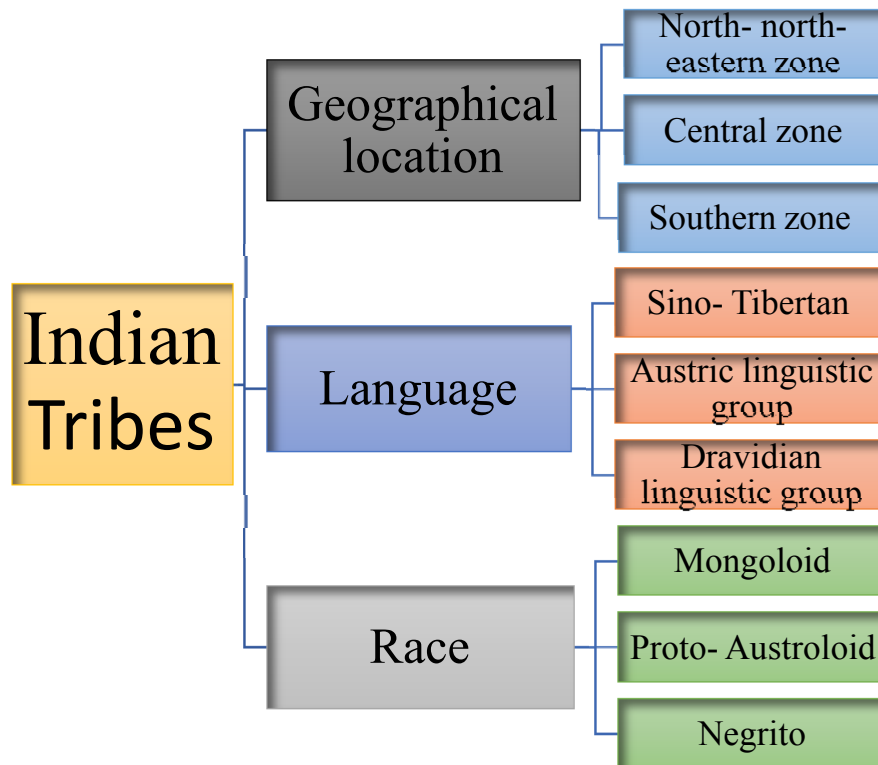 Indian
Tribes
Geographical
location
North- north-
eastern zone
Central zone
Southern zone
Language
Sino- Tibertan
Austric linguistic
group
Dravidian
linguistic group
Race
Mongoloid
Proto- Austroloid
Negrito